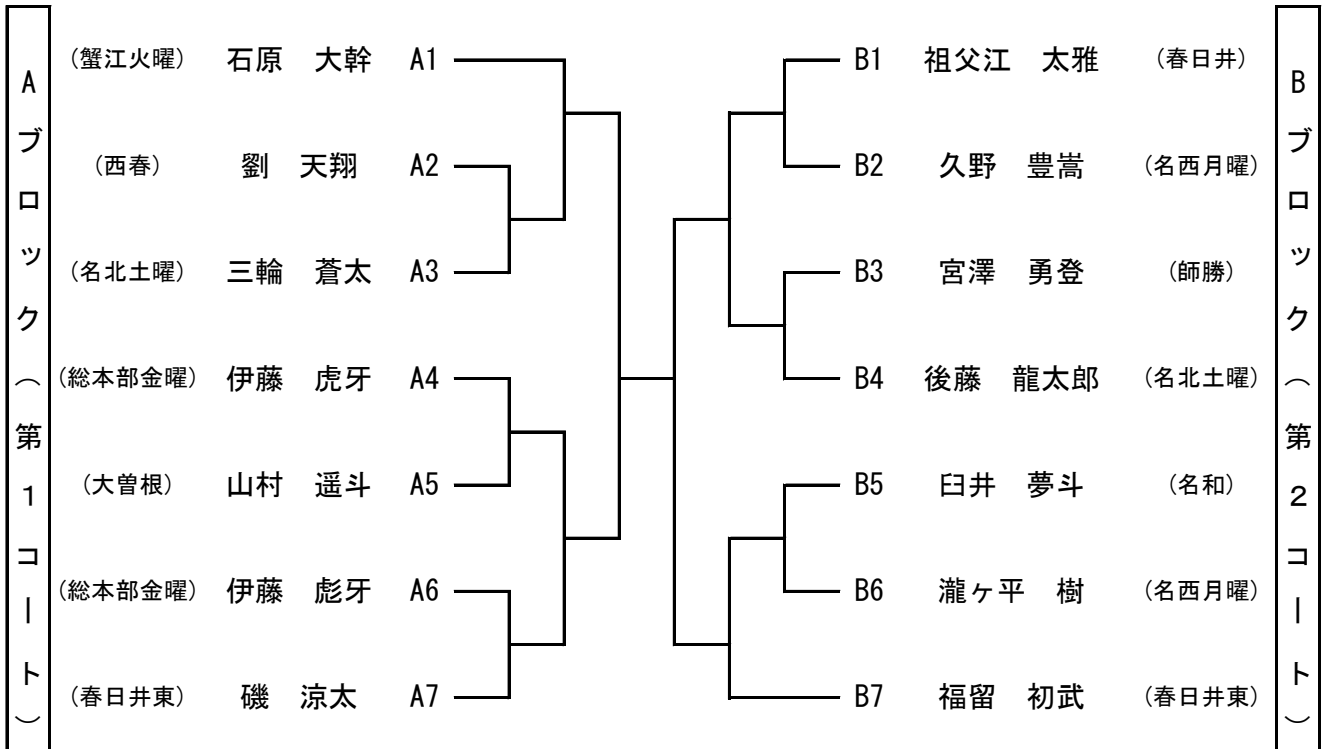 Aブロック（第1コート）
（蟹江火曜） 石原　大幹 A1
（西春） 劉　天翔 A2
（名北土曜） 三輪　蒼太 A3
（総本部金曜） 伊藤　虎牙 A4
（大曽根） 山村　遥斗 A5
（総本部金曜） 伊藤　彪牙 A6
（春日井東） 磯　涼太 A7
B1 祖父江　太雅 （春日井）
B2 久野　豊嵩 （名西月曜）
B3 宮澤　勇登 （師勝）
B4 後藤　龍太郎 （名北土曜）
B5 臼井　夢斗 （名和）
B6 瀧ヶ平　樹 （名西月曜）
B7 福留　初武 （春日井東）
Bブロック（第2コート）